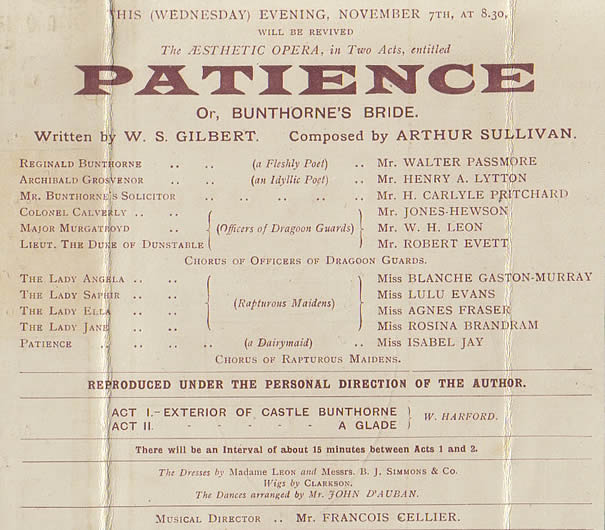 THIS (WEDNESDAY) EVENING, NOVEMBER 7TH, AT 8.30,
WILL BE REVIVED
The ÆSTHETIC OPERA, in Two Acts, entitled
PATIENCE
Or, BUNTHORNE'S BRIDE.
Written by W. S. GILBERT. Composed by ARTHUR SULLIVAN.
REGINALD BUNTHORNE .. .. (a Fleshly Poet) .. Mr. WALTER PASSMORE
ARCHIBALD GROSVENOR .. (an Idyllic Poet) .. Mr. HENRY A. LYTTON
MR. BUNTHORNE'S SOLICITOR .. .. .. .. .. Mr. H. CARLYLE PRITCHARD
COLONEL CALVERLY .. .. Mr. JONES-HEWSON
MAJOR MURGATROYD .. .. (Officers of Dragoon Guards) Mr. W. H. LEON
LIEUT. THE DUKE OF DUNSTABLE Mr. ROBERT EVETT
CHORUS OF OFFICERS OF DRAGOON GUARDS.
THE LADY ANGELA .. .. Miss BLANCHE GASTON-MURRAY
THE LADY SAPHIR .. .. Miss LULU EVANS
(Rapturous Maidens)
THE LADY ELLA .. .. Miss AGNES FRASER
THE LADY JANE .. .. Miss ROSINA BRANDRAM
PATIENCE .. .. .. .. (a Dairymaid) .. Miss ISABEL JAY
CHORUS OF RAPTUROUS MAIDENS.
REPRODUCED UNDER THE PERSONAL DIRECTION OF THE AUTHOR.
ACT I.-EXTERIOR OF CASTLE BUNTHORNE
W. HARFORD.
ACT II. - - - - - A GLADE
There will be an Interval of about 15 minutes between Acts 1 and 2.
The Dresses by Madame LEON and Messrs. B. J. SIMMONS & Co.
Wigs by CLARKSON.
The Dances arranged by Mr. JOHN D'AUBAN.
MUSICAL DIRECTOR .. Mr. FRANCOIS CELLIER.